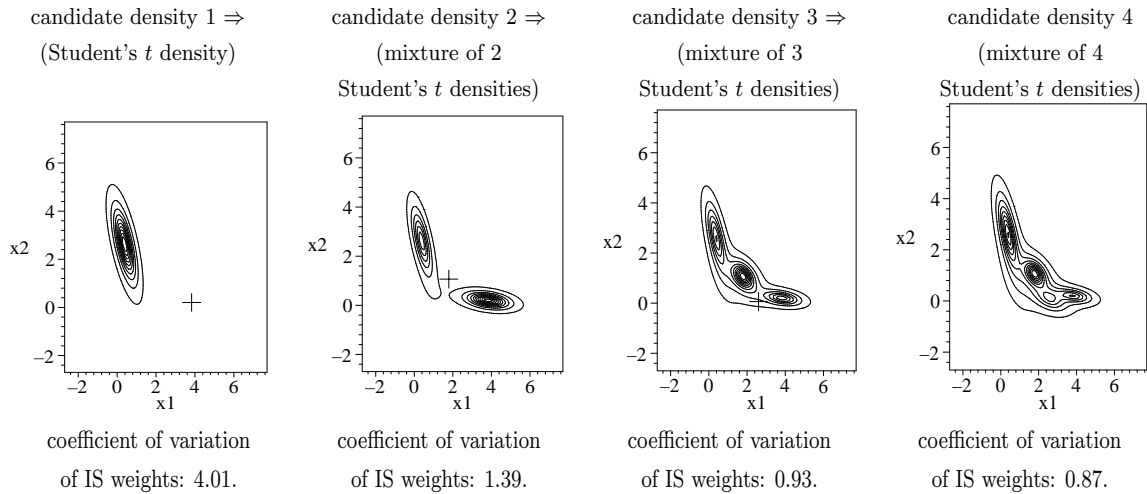 candidate density 1 ⇒
(Student's t density)
6
4
2
0
−2
x2
−2 0 2 4 6
x1
coefficient of variation
of IS weights: 4.01.
candidate density 2 ⇒
(mixture of 2
Student's t densities)
6
4
2
0
−2
x2
−2 0 2 4 6
x1
coefficient of variation
of IS weights: 1.39.
candidate density 3 ⇒
(mixture of 3
Student's t densities)
6
4
2
0
−2
x2
−2 0 2 4 6
x1
coefficient of variation
of IS weights: 0.93.
candidate density 4
(mixture of 4
Student's t densities)
6
4
2
0
−2
x2
−2 0 2 4 6
x1
coefficient of variation
of IS weights: 0.87.